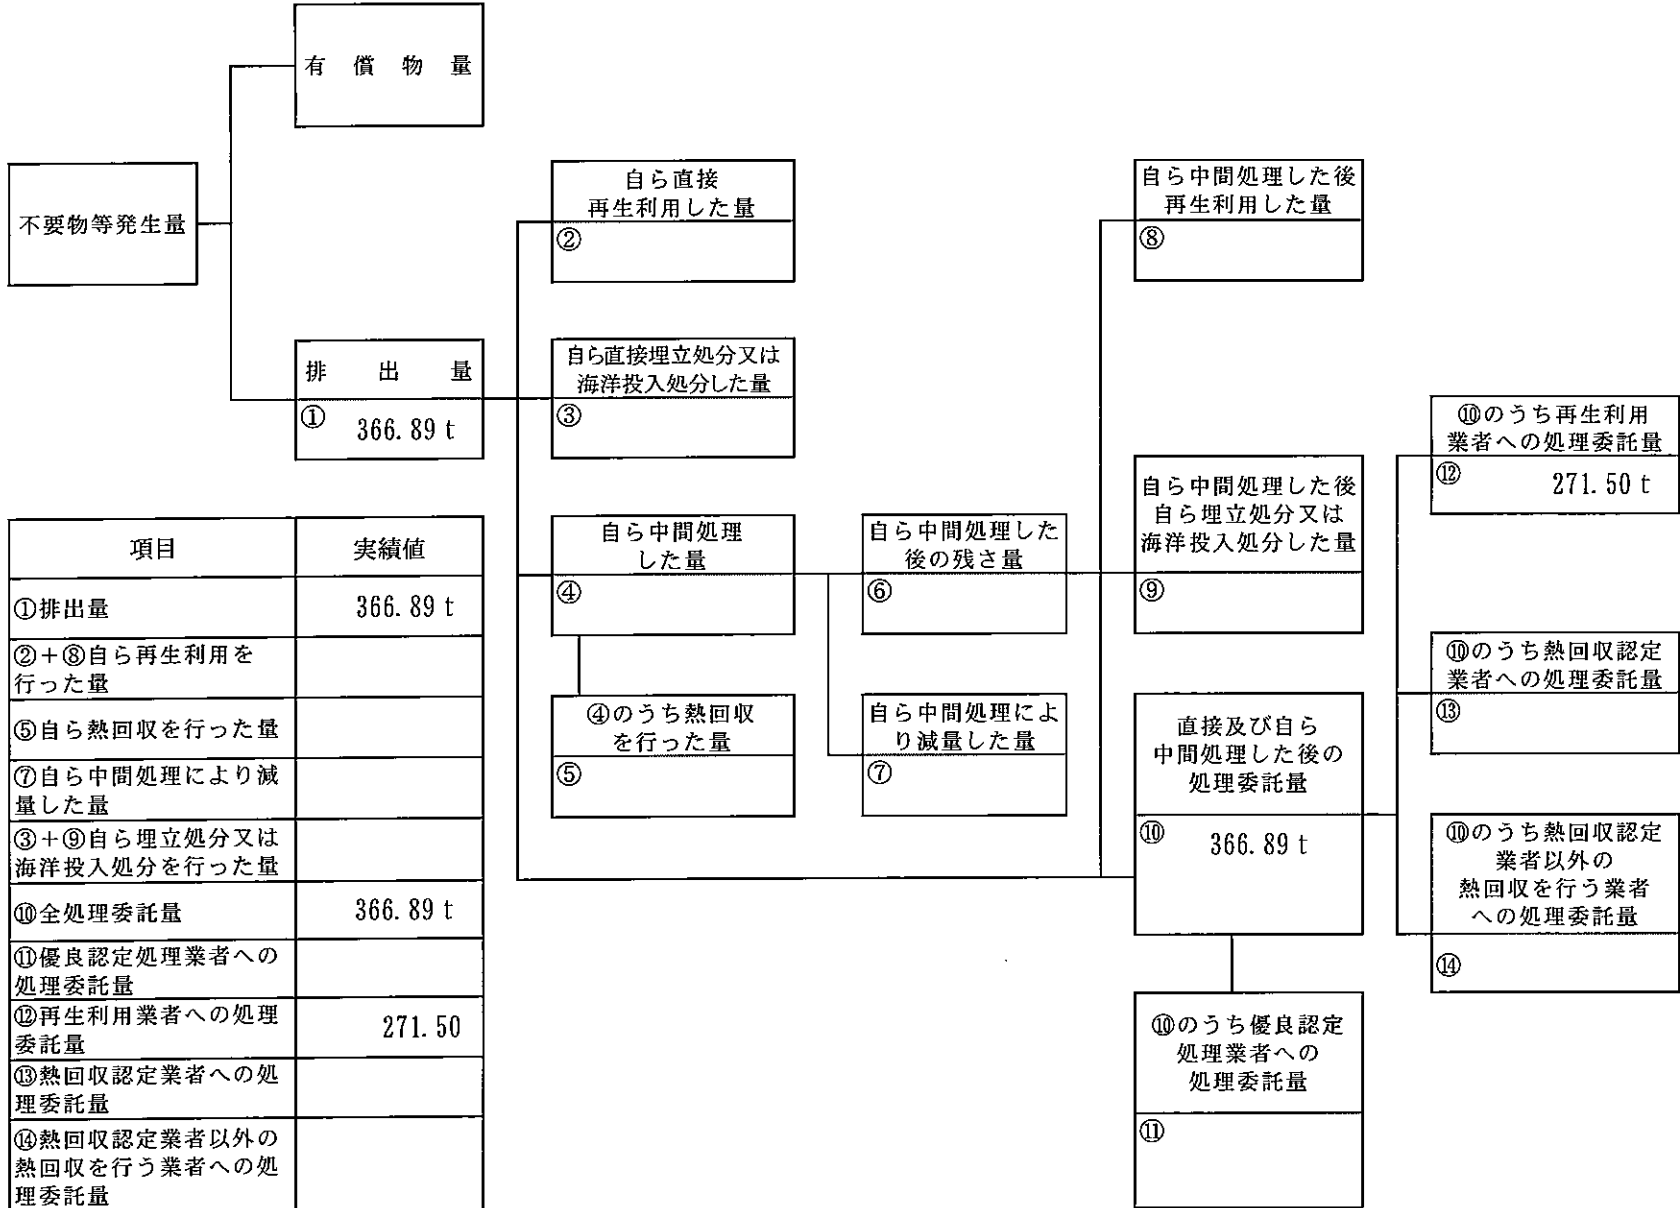 有償物量
不要物等発生量
排出量
① 366.89 t
自ら直接
再生利用した量
②
自ら直接埋立処分又は
海洋投入処分した量
③
自ら中間処理
した量
④
④のうち熱回収
を行った量
⑤
自ら中間処理した
後の残さ量
⑥
自ら中間処理によ
り減量した量
⑦
自ら中間処理した後
再生利用した量
⑧
自ら中間処理した後
自ら埋立処分又は
海洋投入処分した量
⑨
直接及び自ら
中間処理した後の
処理委託量
⑩ 366.89 t
⑩のうち優良認定
処理業者への
処理委託量
⑪
⑩のうち再生利用
業者への処理委託量
⑫ 271.50 t
⑩のうち熱回収認定
業者への処理委託量
⑬
⑩のうち熱回収認定
業者以外の
熱回収を行う業者
への処理委託量
⑭
項目 実績値
①排出量 366.89 t
②+⑧自ら再生利用を
行った量
⑤自ら熱回収を行った量
⑦自ら中間処理により減
量した量
③+⑨自ら埋立処分又は
海洋投入処分を行った量
⑩全処理委託量 366.89 t
⑪優良認定処理業者への
処理委託量
⑫再生利用業者への処理
委託量 271.50
⑬熱回収認定業者への処
理委託量
⑭熱回収認定業者以外の
熱回収を行う業者への処
理委託量